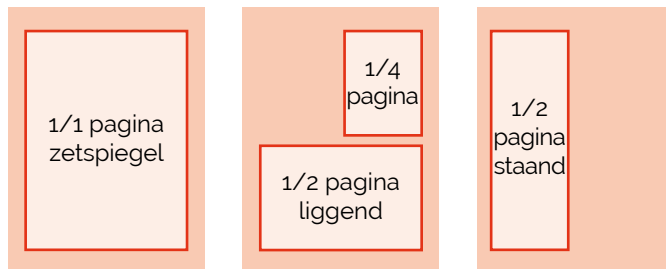 1/1 pagina
zetspiegel
1/4
pagina
1/2 pagina
liggend
1/2
pagina
staand